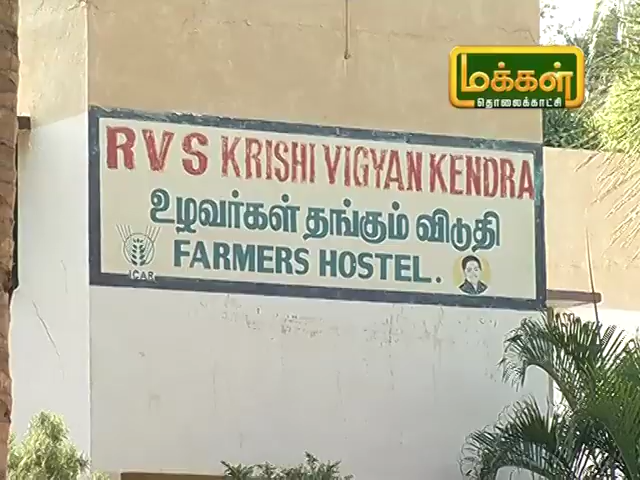 மக்கள்
தொலைக்காட்சி
RVS KRISHI VIGYAN KENDRA
உழவர்கள் தங்கும் விடுதி
FARMERS HOSTEL.
ICAR